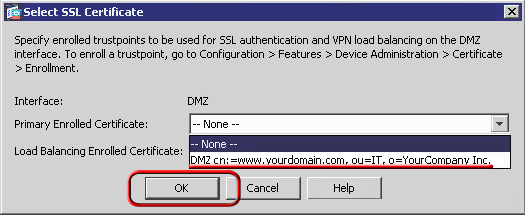 Select SSL Certificate
Specify enrolled trustpoints to be used for SSL authentication and VPN load balancing on the DMZ
interface. To enroll a trustpoint, go to Configuration > Features > Device Administration > Certificate
> Enrollment.
Interface: DMZ
Primary Enrolled Certificate: -- None --
-- None --
Load Balancing Enrolled Certificate: DMZ cn:=www.yourdomain.com, ou=IT, o=YourCompany Inc.
OK Cancel Help